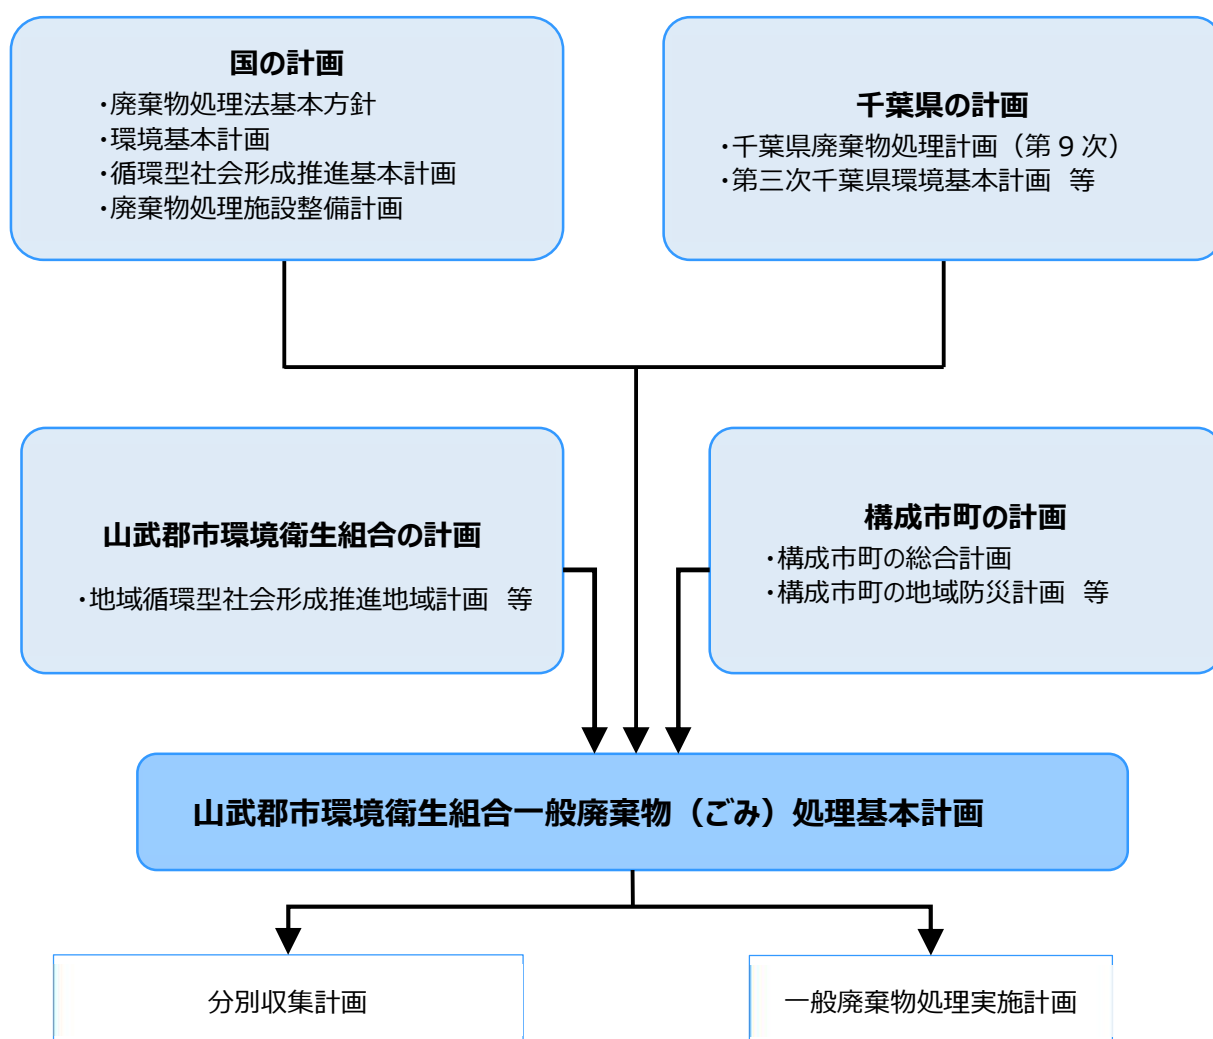 国の計画
・廃棄物処理法基本方針
・環境基本計画
・循環型社会形成推進基本計画
・廃棄物処理施設整備計画
千葉県の計画
・千葉県廃棄物処理計画（第９次）
・第三次千葉県環境基本計画　等
山武郡市環境衛生組合の計画
・地域循環型社会形成推進地域計画　等
構成市町の計画
・構成市町の総合計画
・構成市町の地域防災計画　等
山武郡市環境衛生組合一般廃棄物（ごみ）処理基本計画
分別収集計画
一般廃棄物処理実施計画